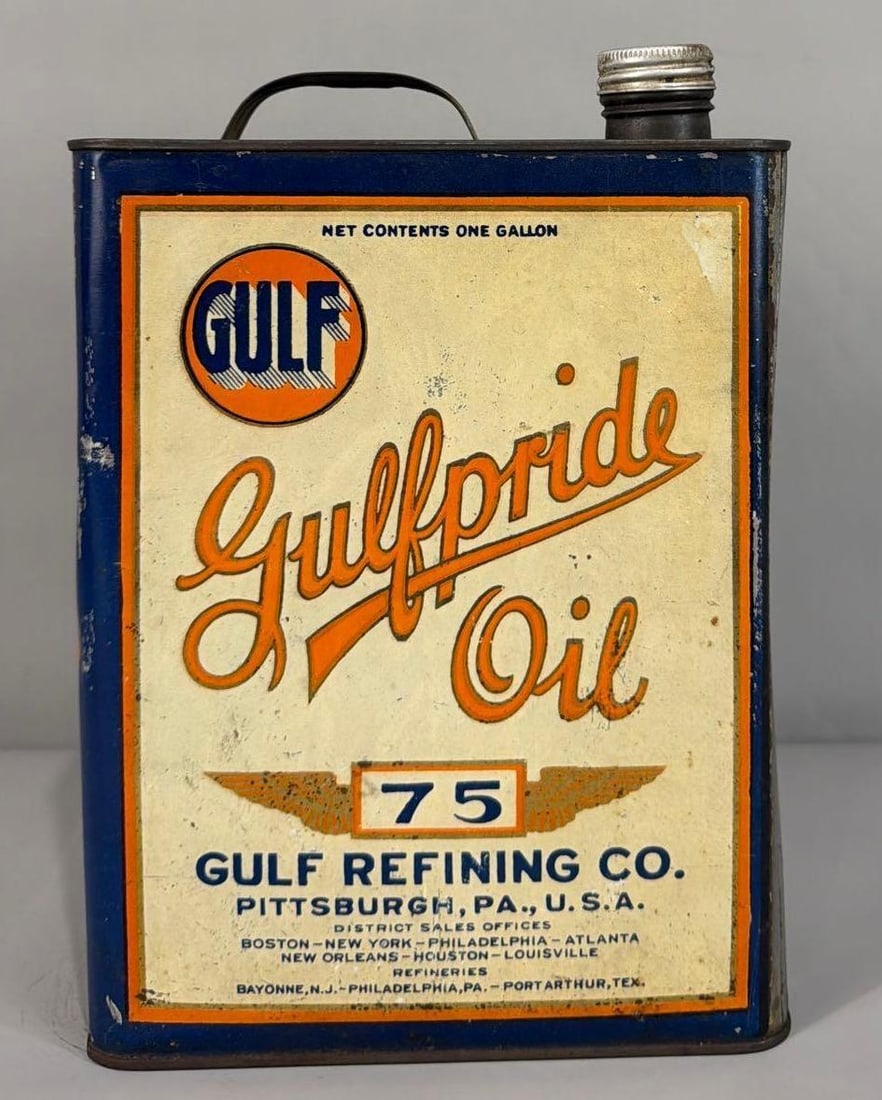 NET CONTENTS ONE GALLON
GULF
Gulfpride
Oil
75
GULF REFINING CO.
PITTSBURGH, PA., U.S.A.
DISTRICT SALES OFFICES
BOSTON-NEW YORK-PHILADELPHIA-ATLANTA
NEW ORLEANS-HOUSTON-LOUISVILLE
REFINERIES
BAYONNE, N.J.-PHILADELPHIA, PA.-PORT ARTHUR, TEX.